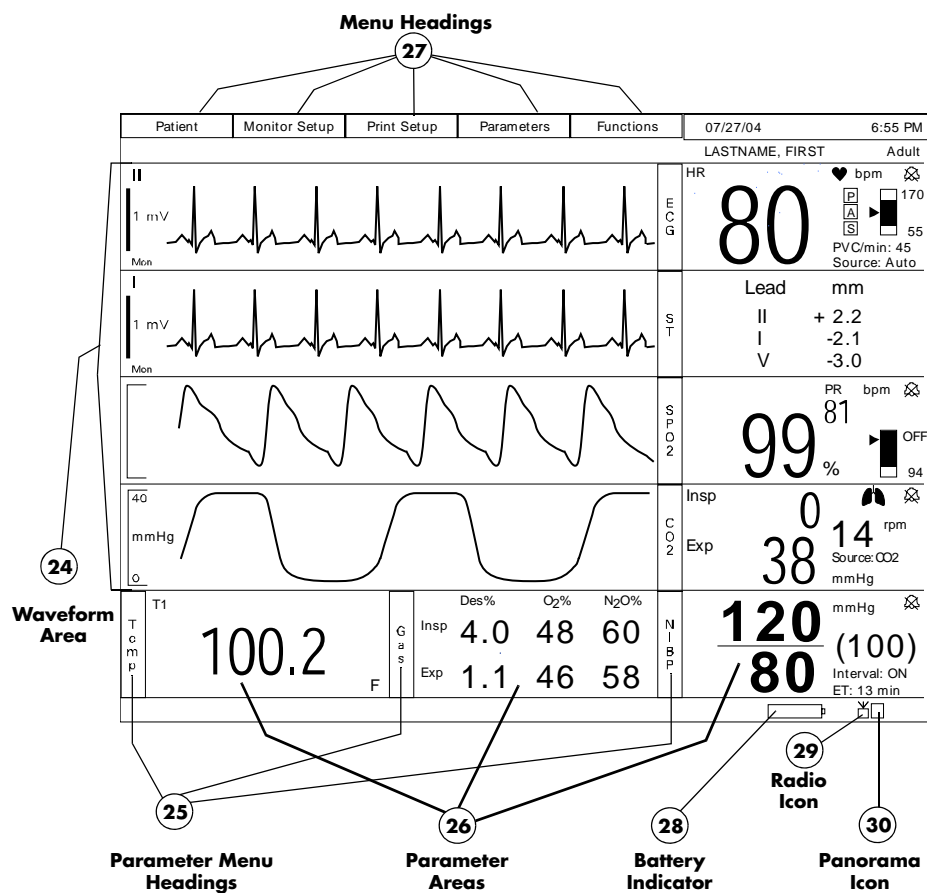 Menu Headings
27
Patient Monitor Setup Print Setup Parameters Functions 07/27/04 6:55 PM
LASTNAME, FIRST Adult
II
1 mV
Mon
ECG
HR
80
bpm
P
A
S
170
55
PVC/min: 45
Source: Auto
I
1 mV
Mon
ST
Lead mm
II + 2.2
I -2.1
V -3.0
SPO2
99 %
PR bpm
81
OFF
94
40
mmHg
0
CO2
Insp 0
Exp 38
14 rpm
Source: CO2
mmHg
24
Waveform
Area
Temp
T1
100.2
F
Gas
Des% O2% N2O%
Insp 4.0 48 60
Exp 1.1 46 58
NIBP
120
80
mmHg
(100)
Interval: ON
ET: 13 min
29
Radio
Icon
25
Parameter Menu
Headings
26
Parameter
Areas
28
Battery
Indicator
30
Panorama
Icon